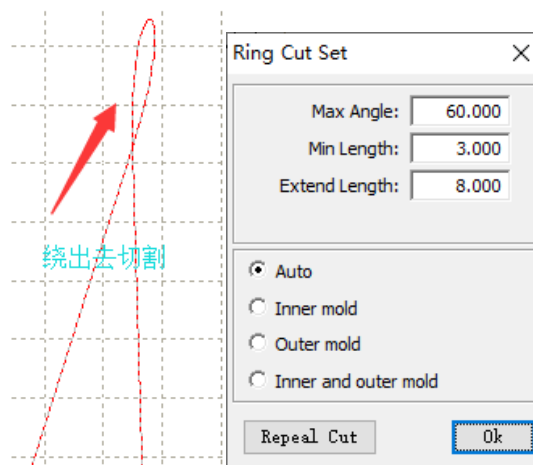 绕出去切割
Ring Cut Set
Max Angle: 60.000
Min Length: 3.000
Extend Length: 8.000
Auto
Inner mold
Outer mold
Inner and outer mold
Repeal Cut Ok